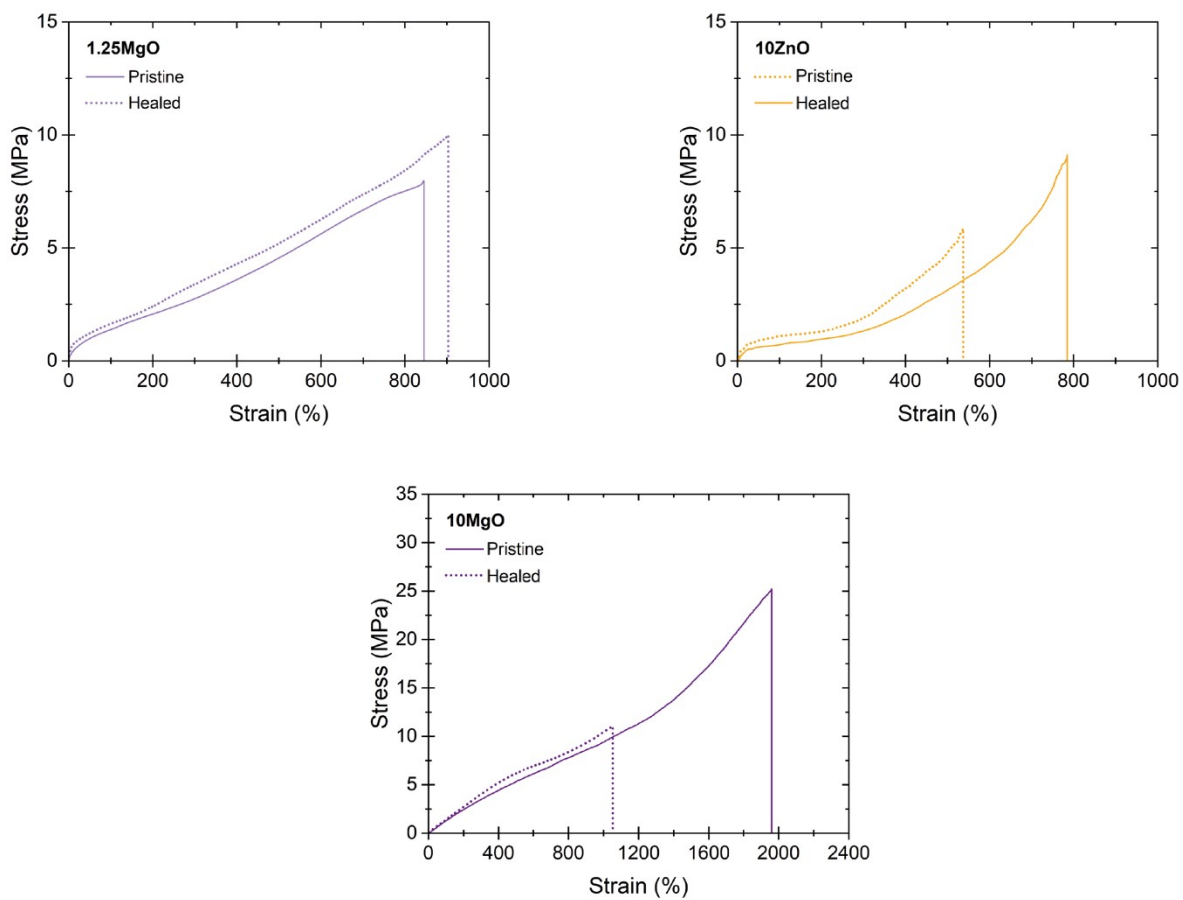 1.25MgO
Pristine
Healed
Stress (MPa)
15
10
5
0
0 200 400 600 800 1000
Strain (%)
10ZnO
Pristine
Healed
Stress (MPa)
15
10
5
0
0 200 400 600 800 1000
Strain (%)
10MgO
Pristine
Healed
Stress (MPa)
35
30
25
20
15
10
5
0
0 400 800 1200 1600 2000 2400
Strain (%)